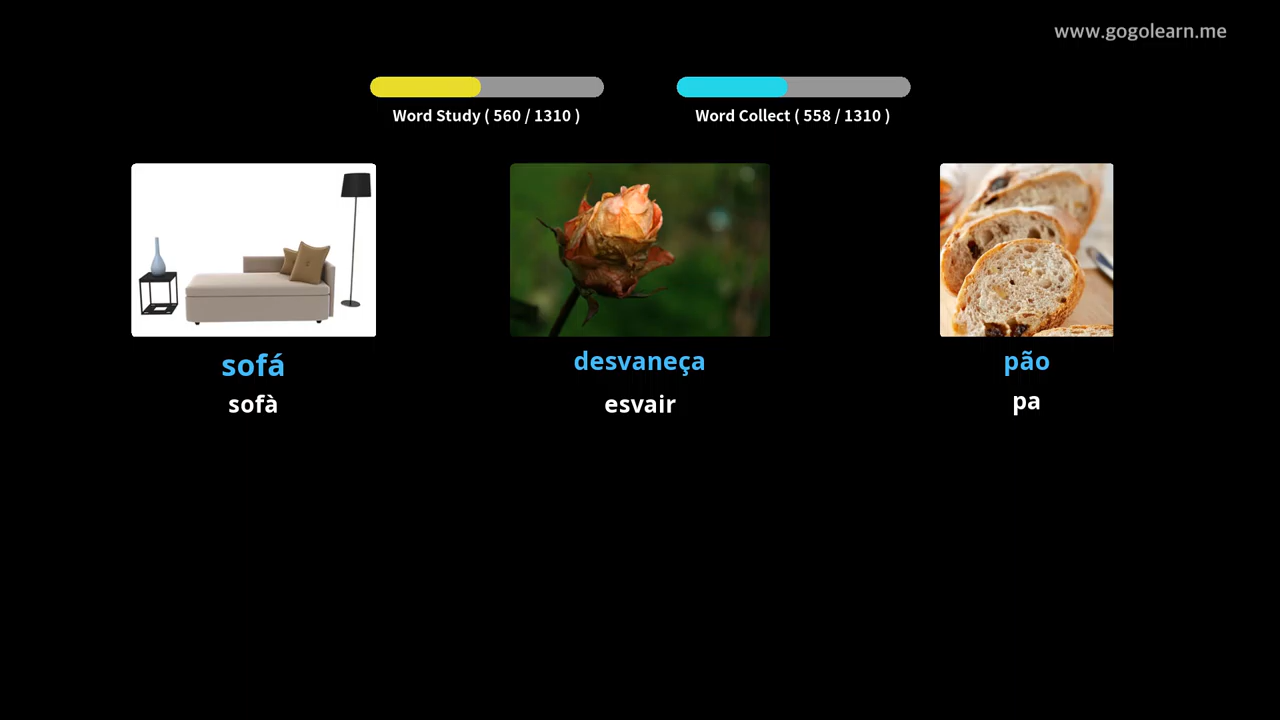 www.gogolearn.me
Word Study ( 560 / 1310 )
Word Collect ( 558 / 1310 )
sofá
sofà
desvaneça
esvair
pão
pa